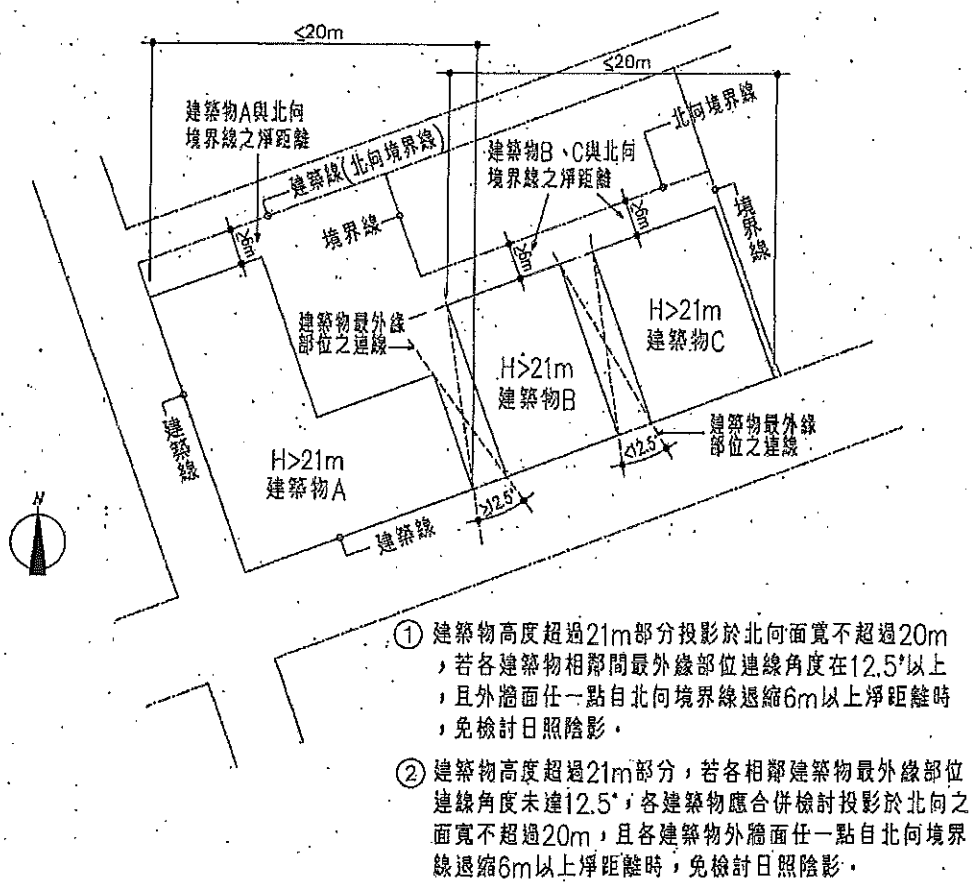 ≤20m
≤20m
建築物A與北向
境界線之淨距離
建築線(北向境界線)
建築物B、C與北向
境界線之淨距離
北向境界線
境界線
境界線
≥6m
≥6m
≥6m
建築物最外緣
部位之連線
H>21m
建築物C
H>21m
建築物B
建築線
H>21m
建築物A
建築物最外緣
部位之連線
<12.5°
≥12.5°
建築線
N
① 建築物高度超過21m部分投影於北向面寬不超過20m
，若各建築物相鄰間最外緣部位連線角度在12.5°以上
，且外牆面任一點自北向境界線退縮6m以上淨距離時
，免檢討日照陰影。
② 建築物高度超過21m部分，若各相鄰建築物最外緣部位
連線角度未達12.5°，各建築物應合併檢討投影於北向之
面寬不超過20m，且各建築物外牆面任一點自北向境界
線退縮6m以上淨距離時，免檢討日照陰影。